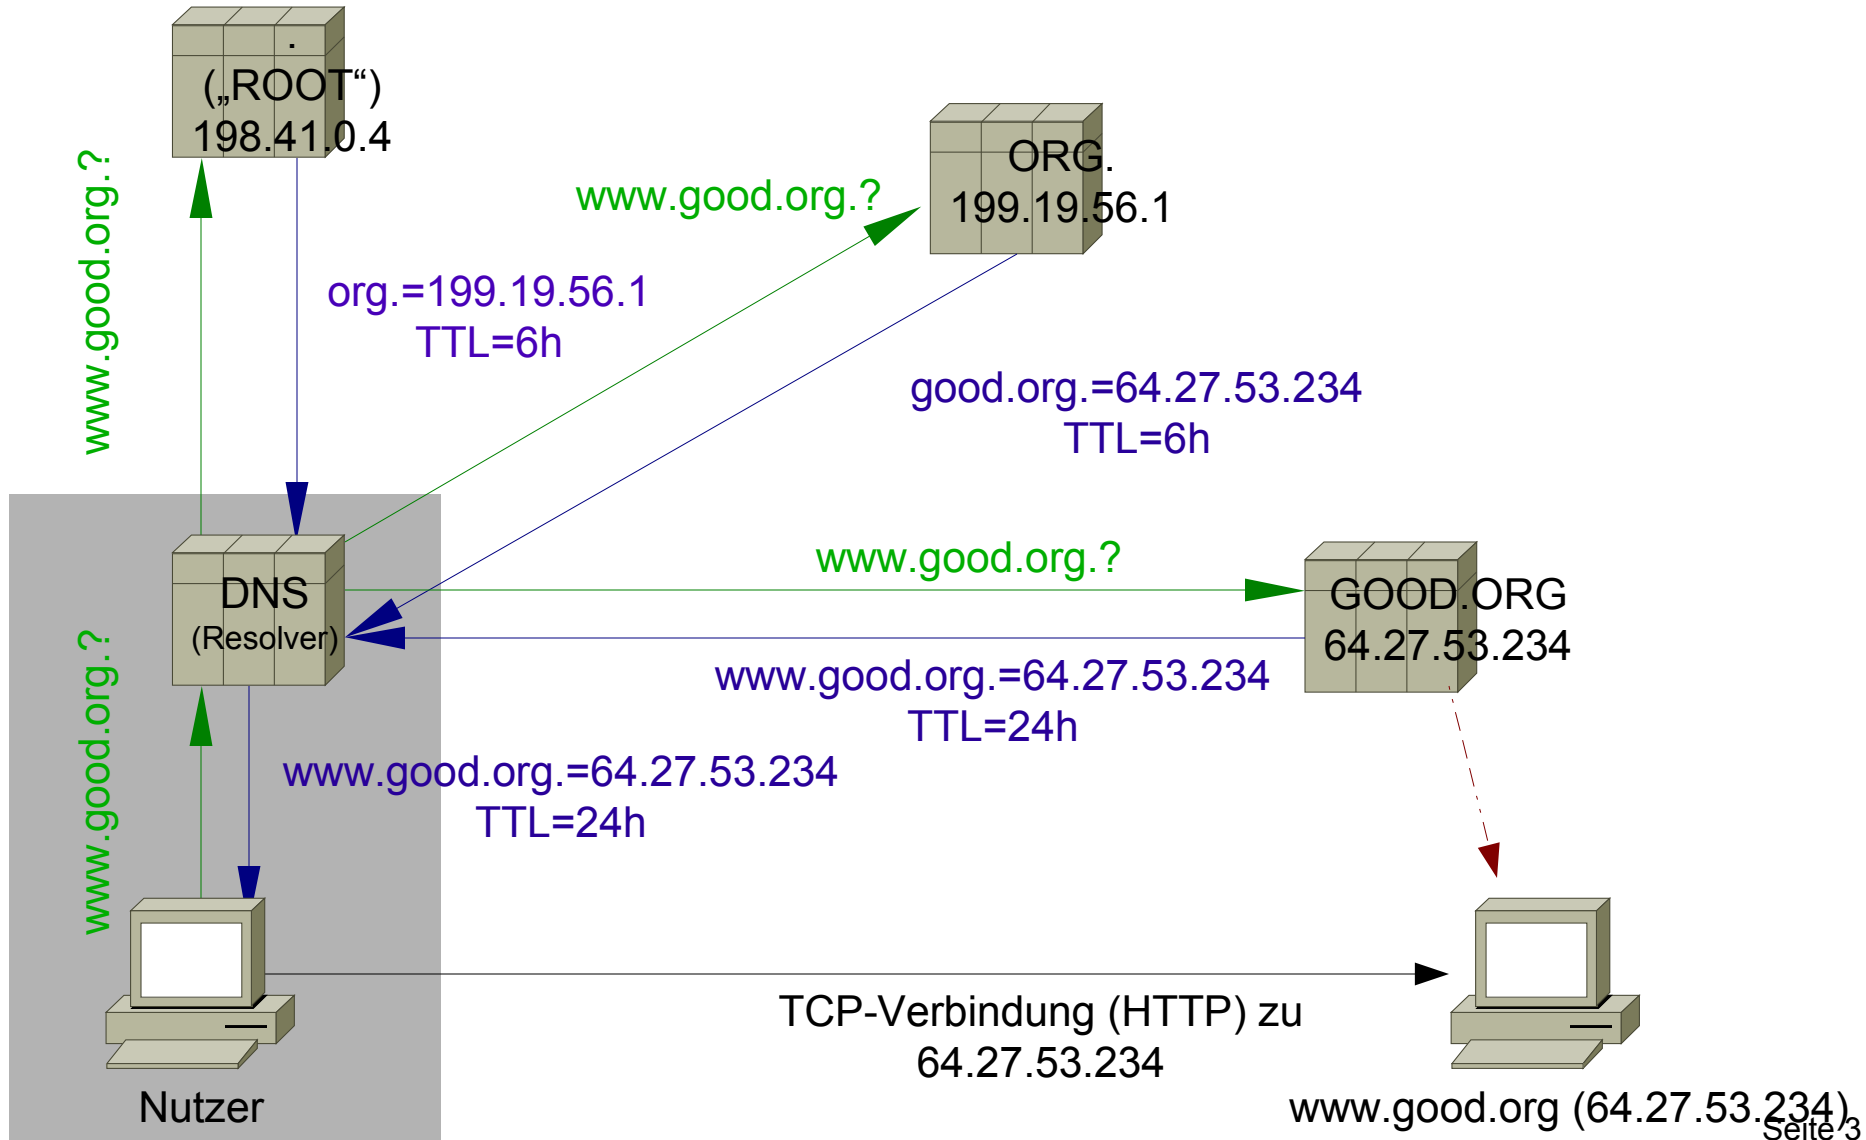 .
(„ROOT“)
198.41.0.4
www.good.org.?
ORG.
199.19.56.1
www.good.org.?
org.=199.19.56.1
TTL=6h
good.org.=64.27.53.234
TTL=6h
DNS
(Resolver)
www.good.org.?
GOOD.ORG
64.27.53.234
www.good.org.=64.27.53.234
TTL=24h
www.good.org.?
www.good.org.=64.27.53.234
TTL=24h
TCP-Verbindung (HTTP) zu
64.27.53.234
Nutzer
www.good.org (64.27.53.234)
Seite 3